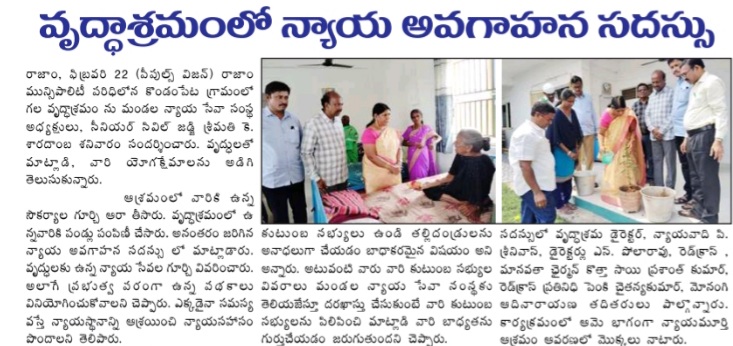 వృద్ధాశ్రమంలో న్యాయ అవగాహన సదస్సు
రాజాం, ఫిబ్రవరి 22 (పీపుల్స్ విజన్) రాజాం
మున్సిపాలిటీ పరిధిలోన కొండంపేట గ్రామంలో
గల వృద్ధాశ్రమం ను మండల న్యాయ సేవా సంస్థ
అధ్యక్షులు, సీనియర్ సివిల్ జడ్జి శ్రీమతి కె.
శారదాంబ శనివారం సందర్శించారు. వృద్ధులతో
మాట్లాడి, వారి యోగక్షేమాలను అడిగి
తెలుసుకున్నారు.
ఆశ్రమంలో వారికి ఉన్న
సౌకర్యాల గూర్చి ఆరా తీసారు. వృద్ధాశ్రమంలో ఉ
న్నవారికి పండ్లు పంపిణీ చేసారు. అనంతరం జరిగిన
న్యాయ అవగాహన సదస్సు లో మాట్లాడారు.
వృద్ధులకు ఉన్న న్యాయ సేవల గూర్చి వివరించారు.
అలాగే ప్రభుత్వ పరంగా ఉన్న పథకాలు
వినియోగించుకోవాలని చెప్పారు. ఎక్కడైనా సమస్య
వస్తే న్యాయస్థానాన్ని ఆశ్రయించి న్యాయసహాసం
పొందాలని తెలిపారు.
కుటుంబ సభ్యులు ఉండి తల్లిదండ్రులను
అనాధలుగా చేయడం బాధాకరమైన విషయం అని
అన్నారు. అటువంటి వారు వారి కుటుంబ సభ్యుల
వివరాలు మండల న్యాయ సేవా సంస్థకు
తెలియజేస్తూ దరఖాస్తు చేసుకుంటే వారి కుటుంబ
సభ్యులను పిలిపించి మాట్లాడి వారి బాధ్యతను
గుర్తుచేయడం జరుగుతుందని చెప్పారు.
సదస్సులో వృద్ధాశ్రమ డైరెక్టర్, న్యాయవాది పి.
శ్రీనివాస్, డైరెక్టర్లు ఎస్. పోలారావు, రెడ్‌క్రాస్ ,
మానవతా ఛైర్మన్ కొత్తా సాయి ప్రశాంత్ కుమార్,
రెడ్‌క్రాస్ ప్రతినిధి పెంకి చైతన్యకుమార్, మోనంగి
ఆదినారాయణ తదితరులు పాల్గొన్నారు.
కార్యక్రమంలో ఆమె భాగంగా న్యాయమూర్తి
ఆశ్రమం ఆవరణలో మొక్కలు నాటారు.